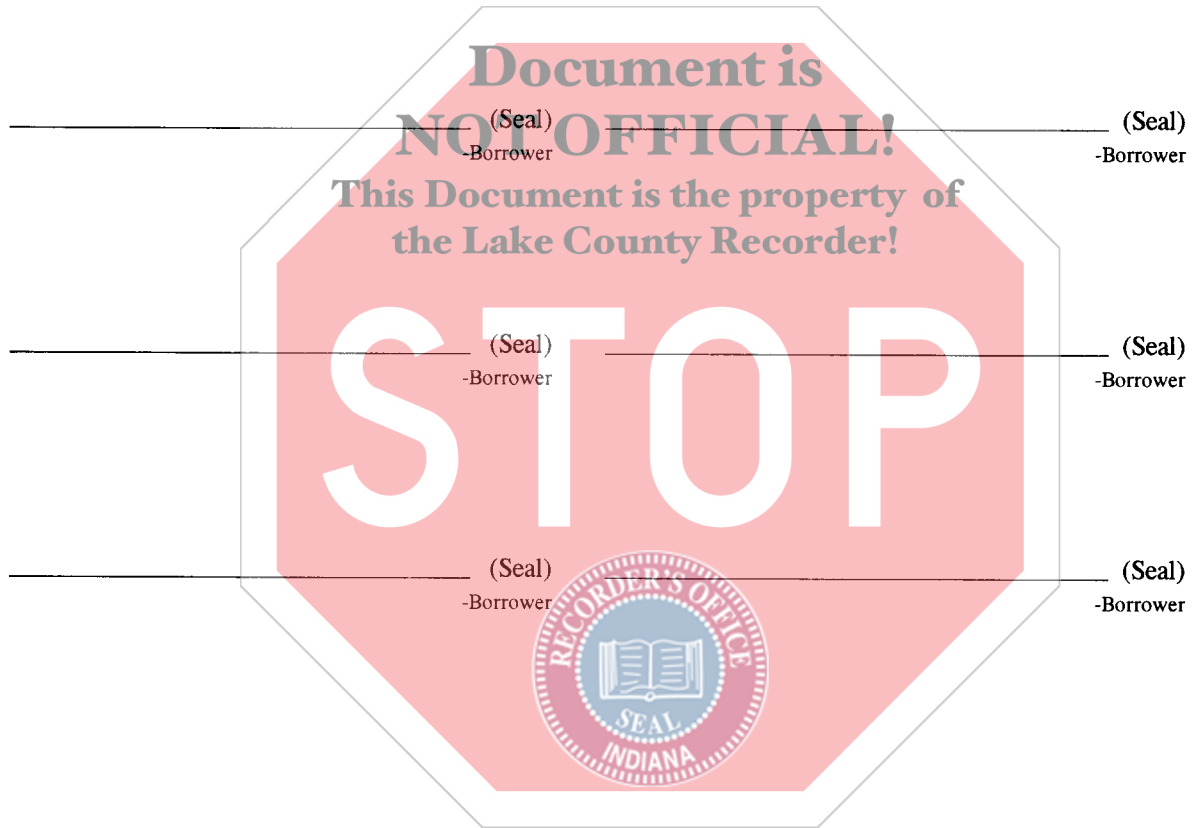 Document is
(Seal) (Seal)
NOT OFFICIAL!
-Borrower -Borrower
This Document is the property of
the Lake County Recorder!
STOP
(Seal) (Seal)
-Borrower -Borrower
(Seal) (Seal)
-Borrower -Borrower
RECORDER'S OFFICE
SEAL
INDIANA